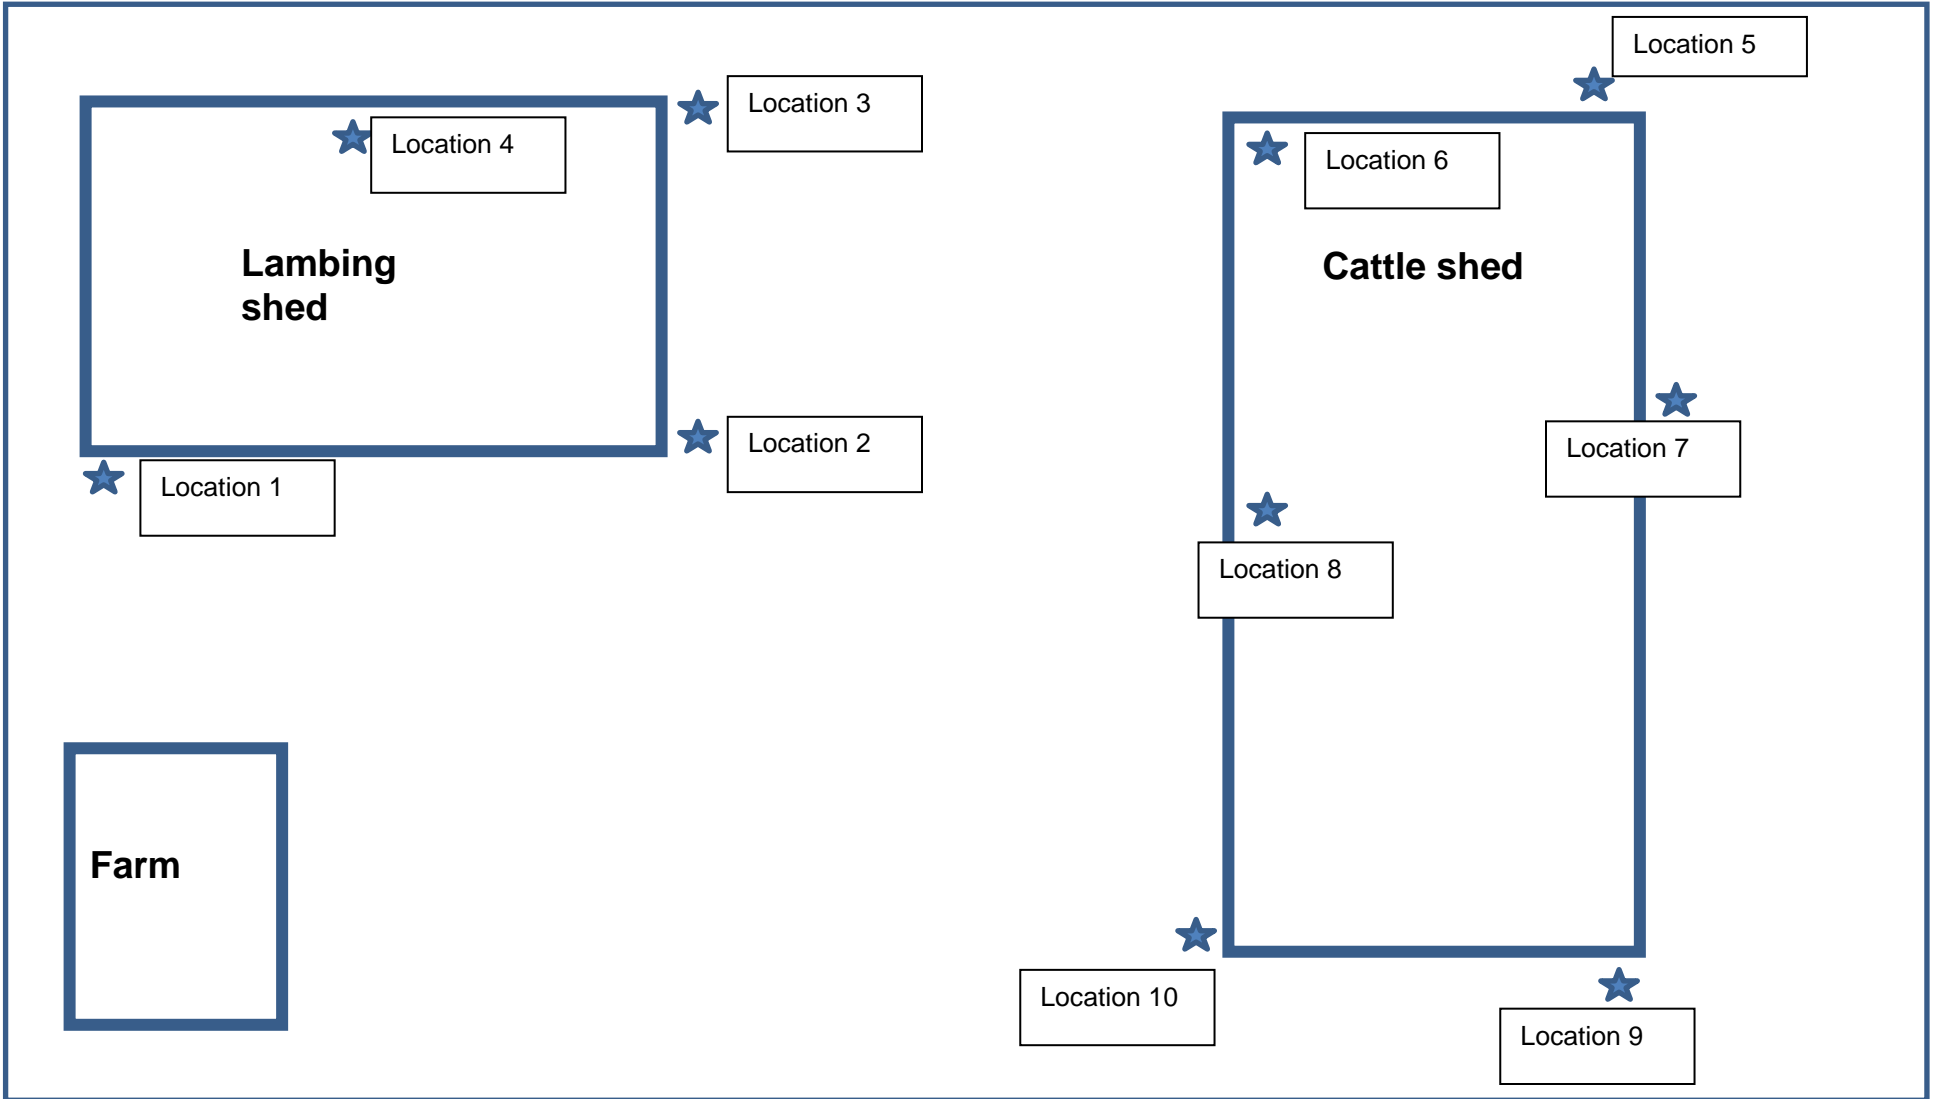 Location 5
Location 3
Location 4
Location 6
Lambing
shed
Cattle shed
Location 2
Location 7
Location 1
Location 8
Farm
Location 10
Location 9